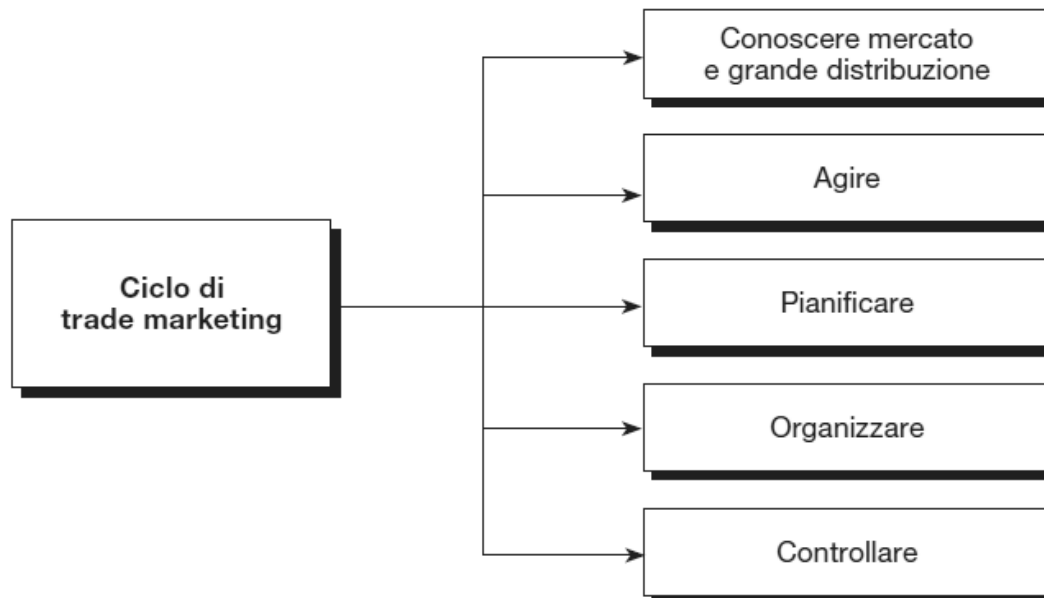 Conoscere mercato
e grande distribuzione
Agire
Ciclo di
trade marketing
Pianificare
Organizzare
Controllare